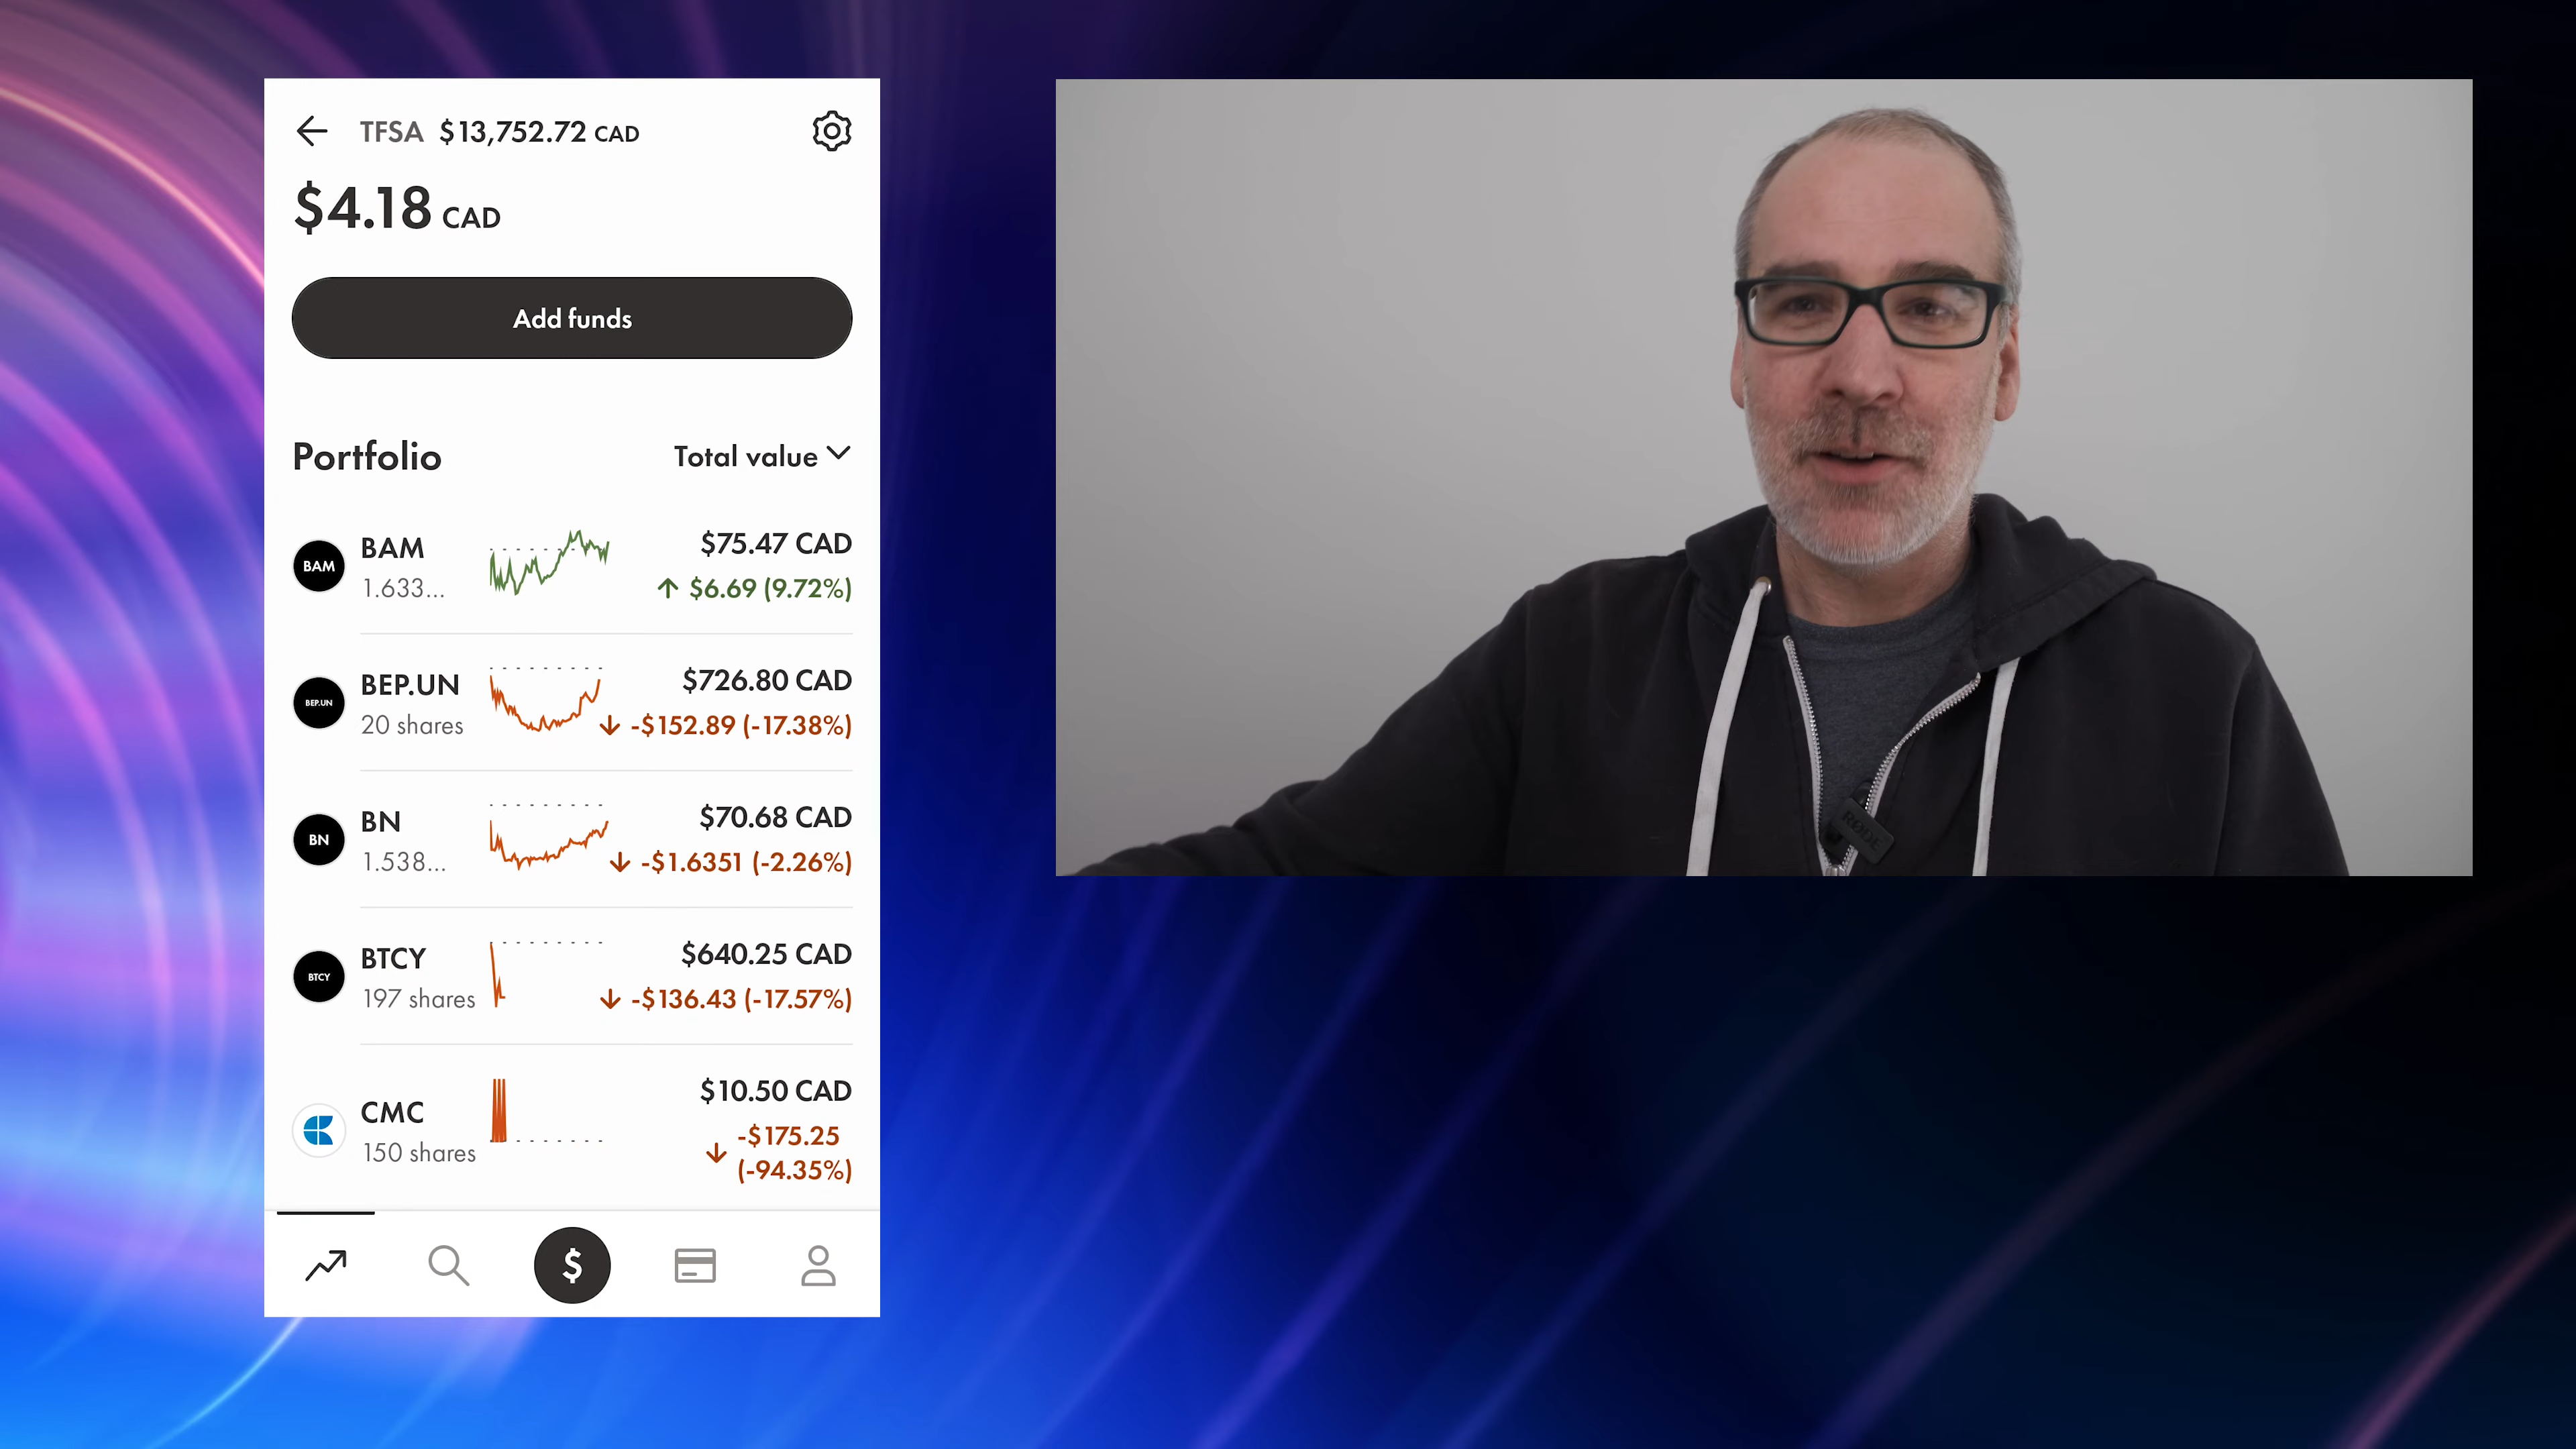 TFSA $13,752.72 CAD
$4.18 CAD
Add funds
Portfolio Total value
BAM BAM $75.47 CAD
1.633... $6.69 (9.72%)
BEP.UN BEP.UN $726.80 CAD
20 shares -$152.89 (-17.38%)
BN BN $70.68 CAD
1.538... -$1.6351 (-2.26%)
BTCY BTCY $640.25 CAD
197 shares -$136.43 (-17.57%)
CMC $10.50 CAD
150 shares -$175.25
(-94.35%)
$
RØDE